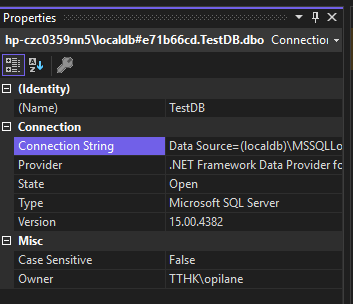 Properties
hp-czc0359nn5\localdb#e71b66cd.TestDB.dbo Connection
(Identity)
(Name) TestDB
Connection
Connection String Data Source=(localdb)\MSSQLLo
Provider .NET Framework Data Provider fo
State Open
Type Microsoft SQL Server
Version 15.00.4382
Misc
Case Sensitive False
Owner TTHK\opilane